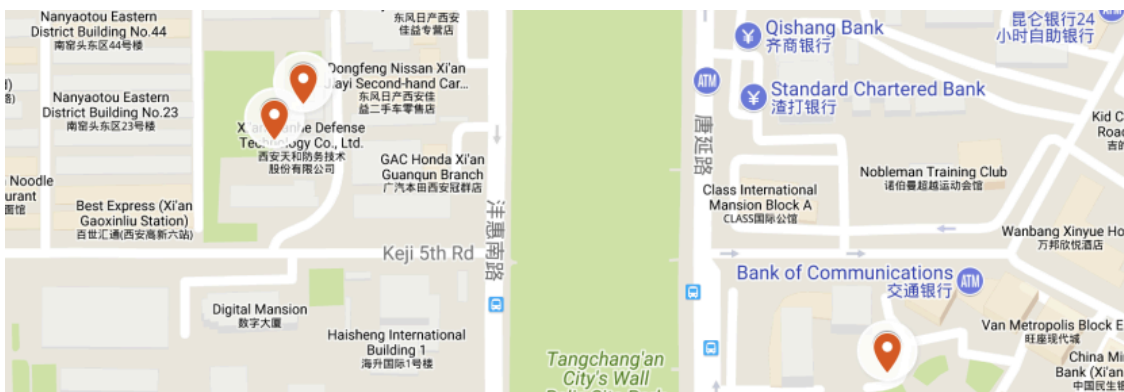 Nanyaotou Eastern
District Building No.44
南窑头东区44号楼
东风日产西安
佳益专营店
Qishang Bank
齐商银行
昆仑银行24
小时自助银行
ATM
Dongfeng Nissan Xi'an
Jiayi Second-hand Car...
东风日产西安佳
益二手车零售店
Nanyaotou Eastern
District Building No.23
南窑头东区23号楼
ATM
Standard Chartered Bank
渣打银行
Defense
Technology Co., Ltd.
西安天和防务技术
股份有限公司
Kid
GAC Honda Xi'an
Guanqun Branch
广汽本田西安冠群店
唐延路
Nobleman Training Club
诺伯曼超越运动会馆
Noodle
面馆
Class International
Mansion Block A
CLASS国际公馆
Best Express (Xi'an
Gaoxinliu Station)
百世汇通(西安高新六站)
沣惠南路
Wanbang Xinyue Ho
万邦欣悦酒店
Keji 5th Rd
Bank of Communications
交通银行
ATM
Digital Mansion
数字大厦
Haisheng International
Building 1
海升国际1号楼
Van Metropolis Block E
旺座现代城
Tangchang'an
City's Wall
China Mi
Bank (Xi'an
中国民生银